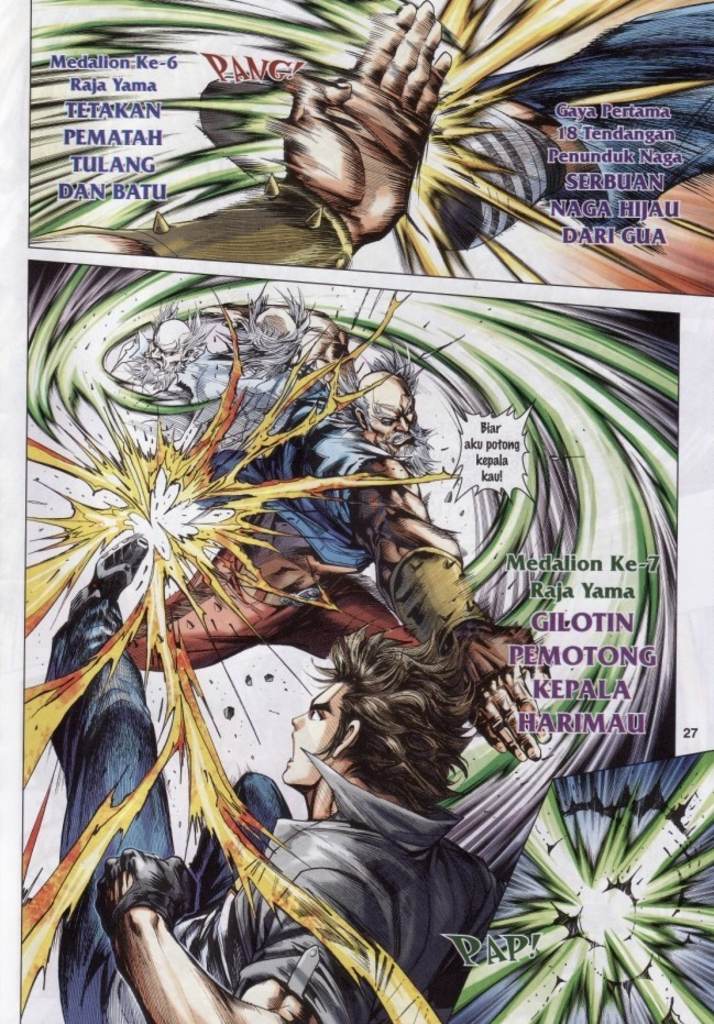 Medalion Ke-6
Raja Yama
TETAKAN
PEMATAH
TULANG
DAN BATU
PANG!
Gaya Pertama
18 Tendangan
Penunduk Naga
SERBUAN
NAGA HIJAU
DARI GUA
Biar
aku potong
kepala
kau!
Medalion Ke-7
Raja Yama
GILOTIN
PEMOTONG
KEPALA
HARIMAU
27
PAP!